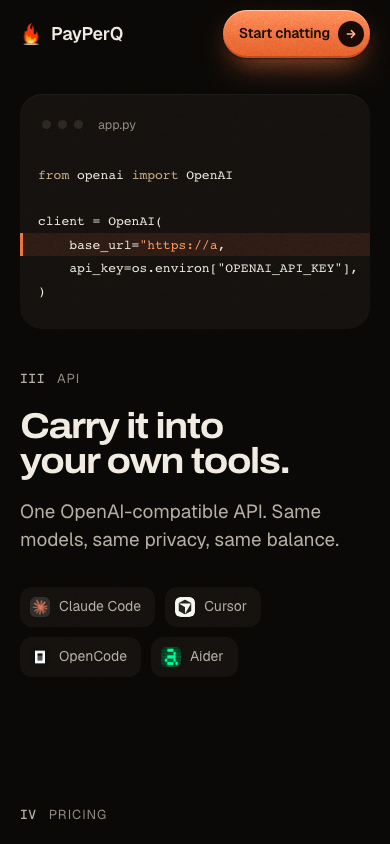 PayPerQ
Start chatting
app.py
from openai import OpenAI
client = OpenAI(
base_url="https://a,
api_key=os.environ["OPENAI_API_KEY"],
)
III API
Carry it into
your own tools.
One OpenAI-compatible API. Same
models, same privacy, same balance.
Claude Code
Cursor
OpenCode
Aider
IV PRICING